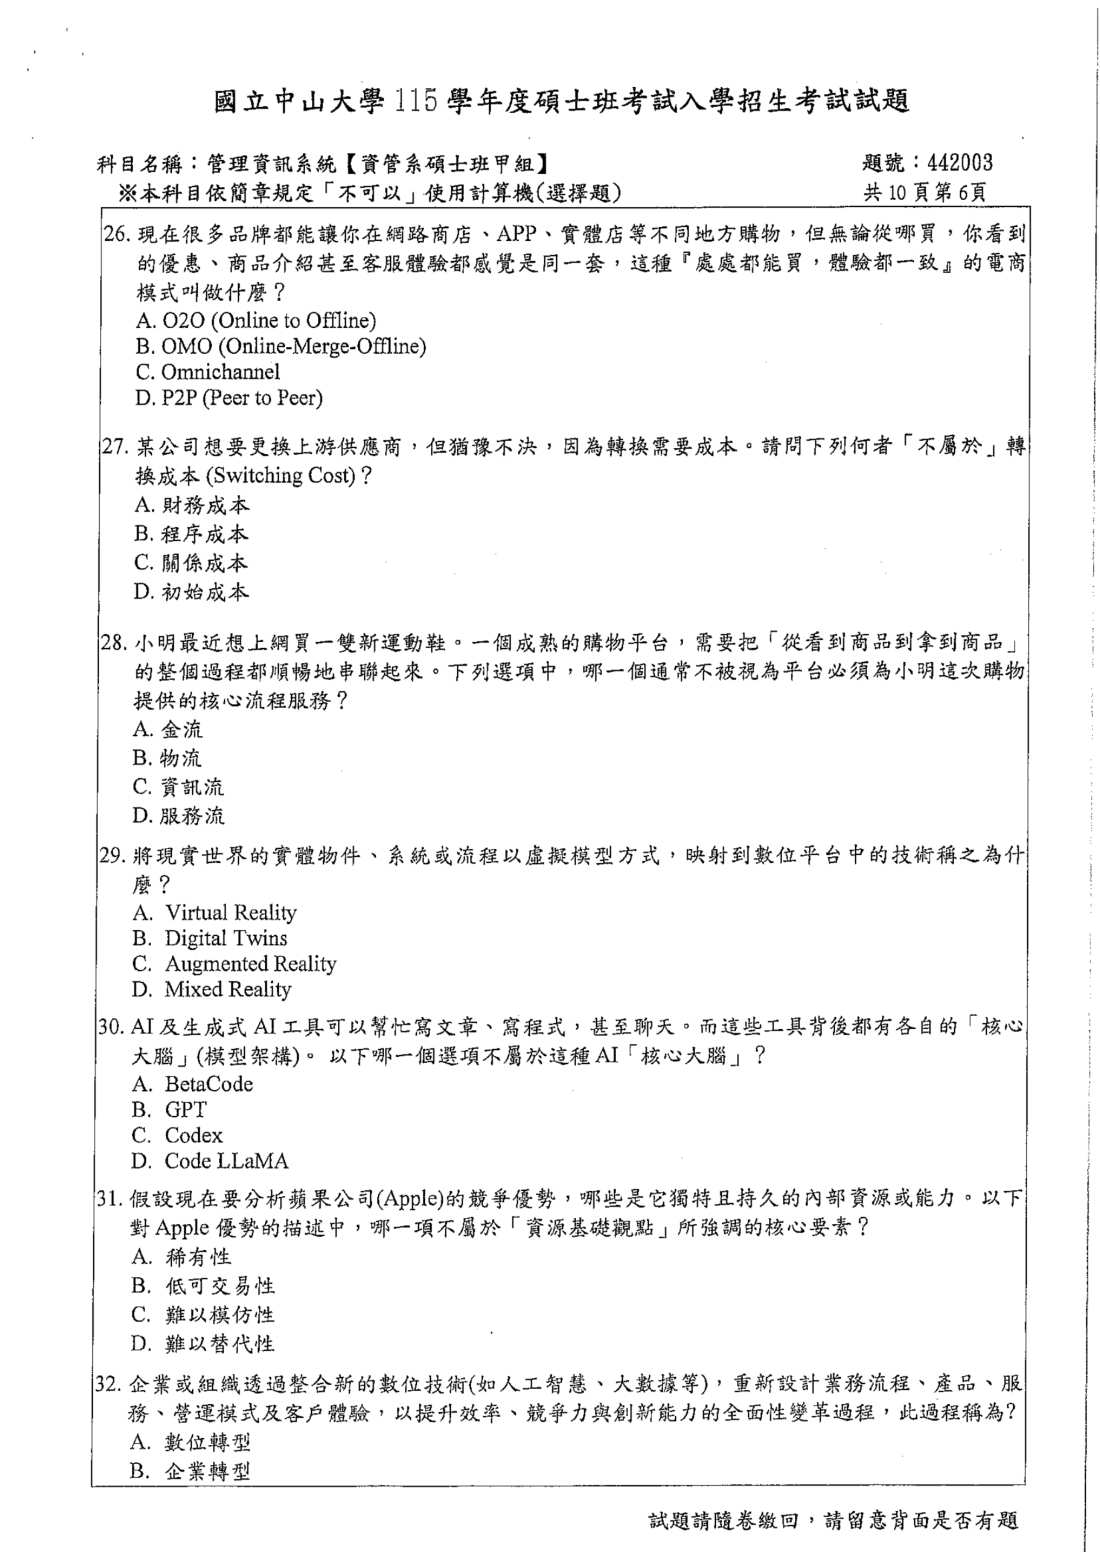 國立中山大學 115 學年度碩士班考試入學招生考試試題
科目名稱：管理資訊系統【資管系碩士班甲組】
題號：442003
※本科目依簡章規定「不可以」使用計算機(選擇題)
共 10 頁第 6頁
26. 現在很多品牌都能讓你在網路商店、APP、實體店等不同地方購物，但無論從哪買，你看到
的優惠、商品介紹甚至客服體驗都感覺是同一套，這種『處處都能買，體驗都一致』的電商
模式叫做什麼？
A. O2O (Online to Offline)
B. OMO (Online-Merge-Offline)
C. Omnichannel
D. P2P (Peer to Peer)
27. 某公司想要更換上游供應商，但猶豫不決，因為轉換需要成本。請問下列何者「不屬於」轉
換成本 (Switching Cost)？
A. 財務成本
B. 程序成本
C. 關係成本
D. 初始成本
28. 小明最近想上網買一雙新運動鞋。一個成熟的購物平台，需要把「從看到商品到拿到商品」
的整個過程都順暢地串聯起來。下列選項中，哪一個通常不被視為平台必須為小明這次購物
提供的核心流程服務？
A. 金流
B. 物流
C. 資訊流
D. 服務流
29. 將現實世界的實體物件、系統或流程以虛擬模型方式，映射到數位平台中的技術稱之為什
麼？
A. Virtual Reality
B. Digital Twins
C. Augmented Reality
D. Mixed Reality
30. AI 及生成式 AI 工具可以幫忙寫文章、寫程式，甚至聊天。而這些工具背後都有各自的「核心
大腦」(模型架構)。 以下哪一個選項不屬於這種 AI「核心大腦」？
A. BetaCode
B. GPT
C. Codex
D. Code LLaMA
31. 假設現在要分析蘋果公司(Apple)的競爭優勢，哪些是它獨特且持久的內部資源或能力。以下
對 Apple 優勢的描述中，哪一項不屬於「資源基礎觀點」所強調的核心要素？
A. 稀有性
B. 低可交易性
C. 難以模仿性
D. 難以替代性
32. 企業或組織透過整合新的數位技術(如人工智慧、大數據等)，重新設計業務流程、產品、服
務、營運模式及客戶體驗，以提升效率、競爭力與創新能力的全面性變革過程，此過程稱為?
A. 數位轉型
B. 企業轉型
試題請隨卷繳回，請留意背面是否有題